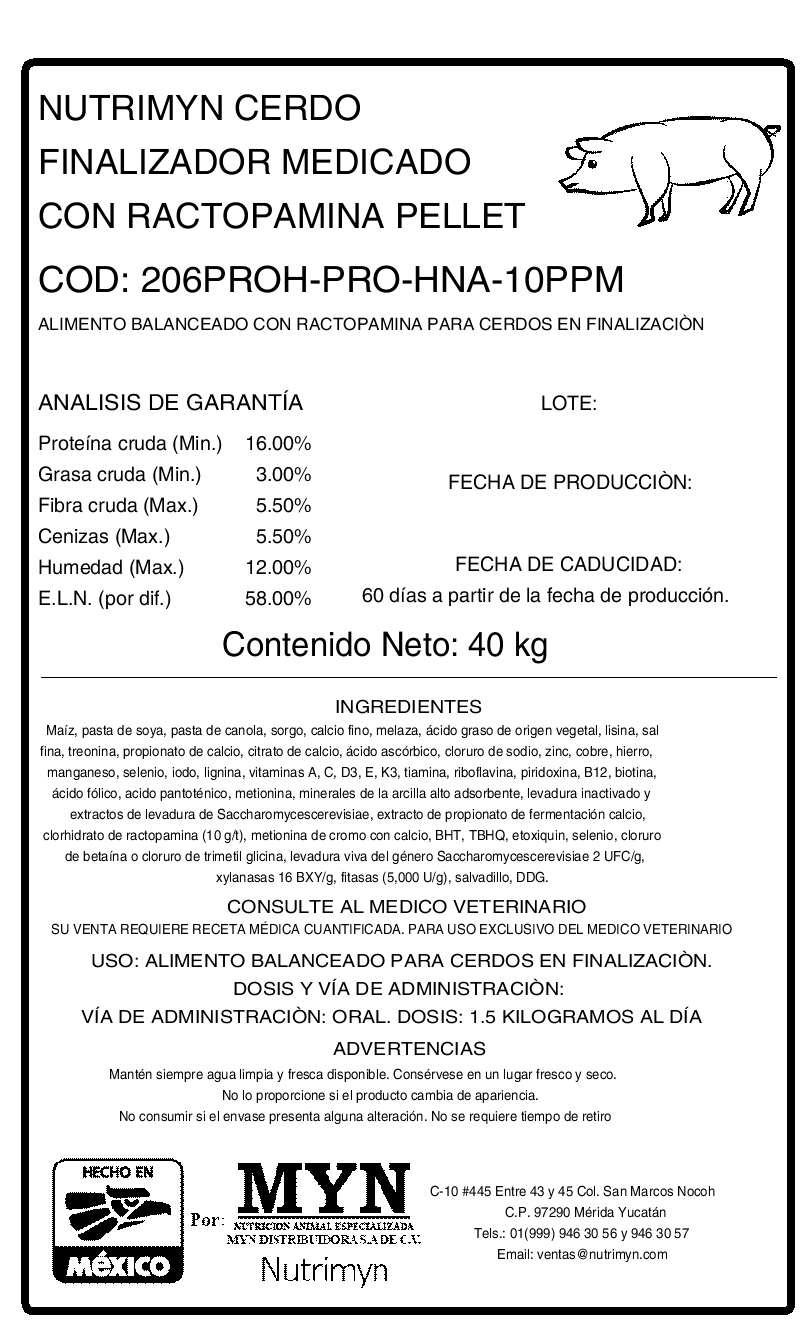 NUTRIMYN CERDO
FINALIZADOR MEDICADO
CON RACTOPAMINA PELLET
COD: 206PROH-PRO-HNA-10PPM
ALIMENTO BALANCEADO CON RACTOPAMINA PARA CERDOS EN FINALIZACIÒN
ANALISIS DE GARANTÍA
Proteína cruda (Min.) 16.00%
Grasa cruda (Min.) 3.00%
Fibra cruda (Max.) 5.50%
Cenizas (Max.) 5.50%
Humedad (Max.) 12.00%
E.L.N. (por dif.) 58.00%
LOTE:
FECHA DE PRODUCCIÒN:
FECHA DE CADUCIDAD:
60 días a partir de la fecha de producción.
Contenido Neto: 40 kg
INGREDIENTES
Maíz, pasta de soya, pasta de canola, sorgo, calcio fino, melaza, ácido graso de origen vegetal, lisina, sal
fina, treonina, propionato de calcio, citrato de calcio, ácido ascórbico, cloruro de sodio, zinc, cobre, hierro,
manganeso, selenio, iodo, lignina, vitaminas A, C, D3, E, K3, tiamina, riboflavina, piridoxina, B12, biotina,
ácido fólico, acido pantoténico, metionina, minerales de la arcilla alto adsorbente, levadura inactivado y
extractos de levadura de Saccharomycescerevisiae, extracto de propionato de fermentación calcio,
clorhidrato de ractopamina (10 g/t), metionina de cromo con calcio, BHT, TBHQ, etoxiquin, selenio, cloruro
de betaína o cloruro de trimetil glicina, levadura viva del género Saccharomycescerevisiae 2 UFC/g,
xylanasas 16 BXY/g, fitasas (5,000 U/g), salvadillo, DDG.
CONSULTE AL MEDICO VETERINARIO
SU VENTA REQUIERE RECETA MÉDICA CUANTIFICADA. PARA USO EXCLUSIVO DEL MEDICO VETERINARIO
USO: ALIMENTO BALANCEADO PARA CERDOS EN FINALIZACIÒN.
DOSIS Y VÍA DE ADMINISTRACIÒN:
VÍA DE ADMINISTRACIÒN: ORAL. DOSIS: 1.5 KILOGRAMOS AL DÍA
ADVERTENCIAS
Mantén siempre agua limpia y fresca disponible. Consérvese en un lugar fresco y seco.
No lo proporcione si el producto cambia de apariencia.
No consumir si el envase presenta alguna alteración. No se requiere tiempo de retiro
HECHO EN
MéXICO
Por:
MYN
NUTRICION ANIMAL ESPECIALIZADA
MYN DISTRIBUIDORA S.A DE C.V.
Nutrimyn
C-10 #445 Entre 43 y 45 Col. San Marcos Nocoh
C.P. 97290 Mérida Yucatán
Tels.: 01(999) 946 30 56 y 946 30 57
Email: ventas@nutrimyn.com